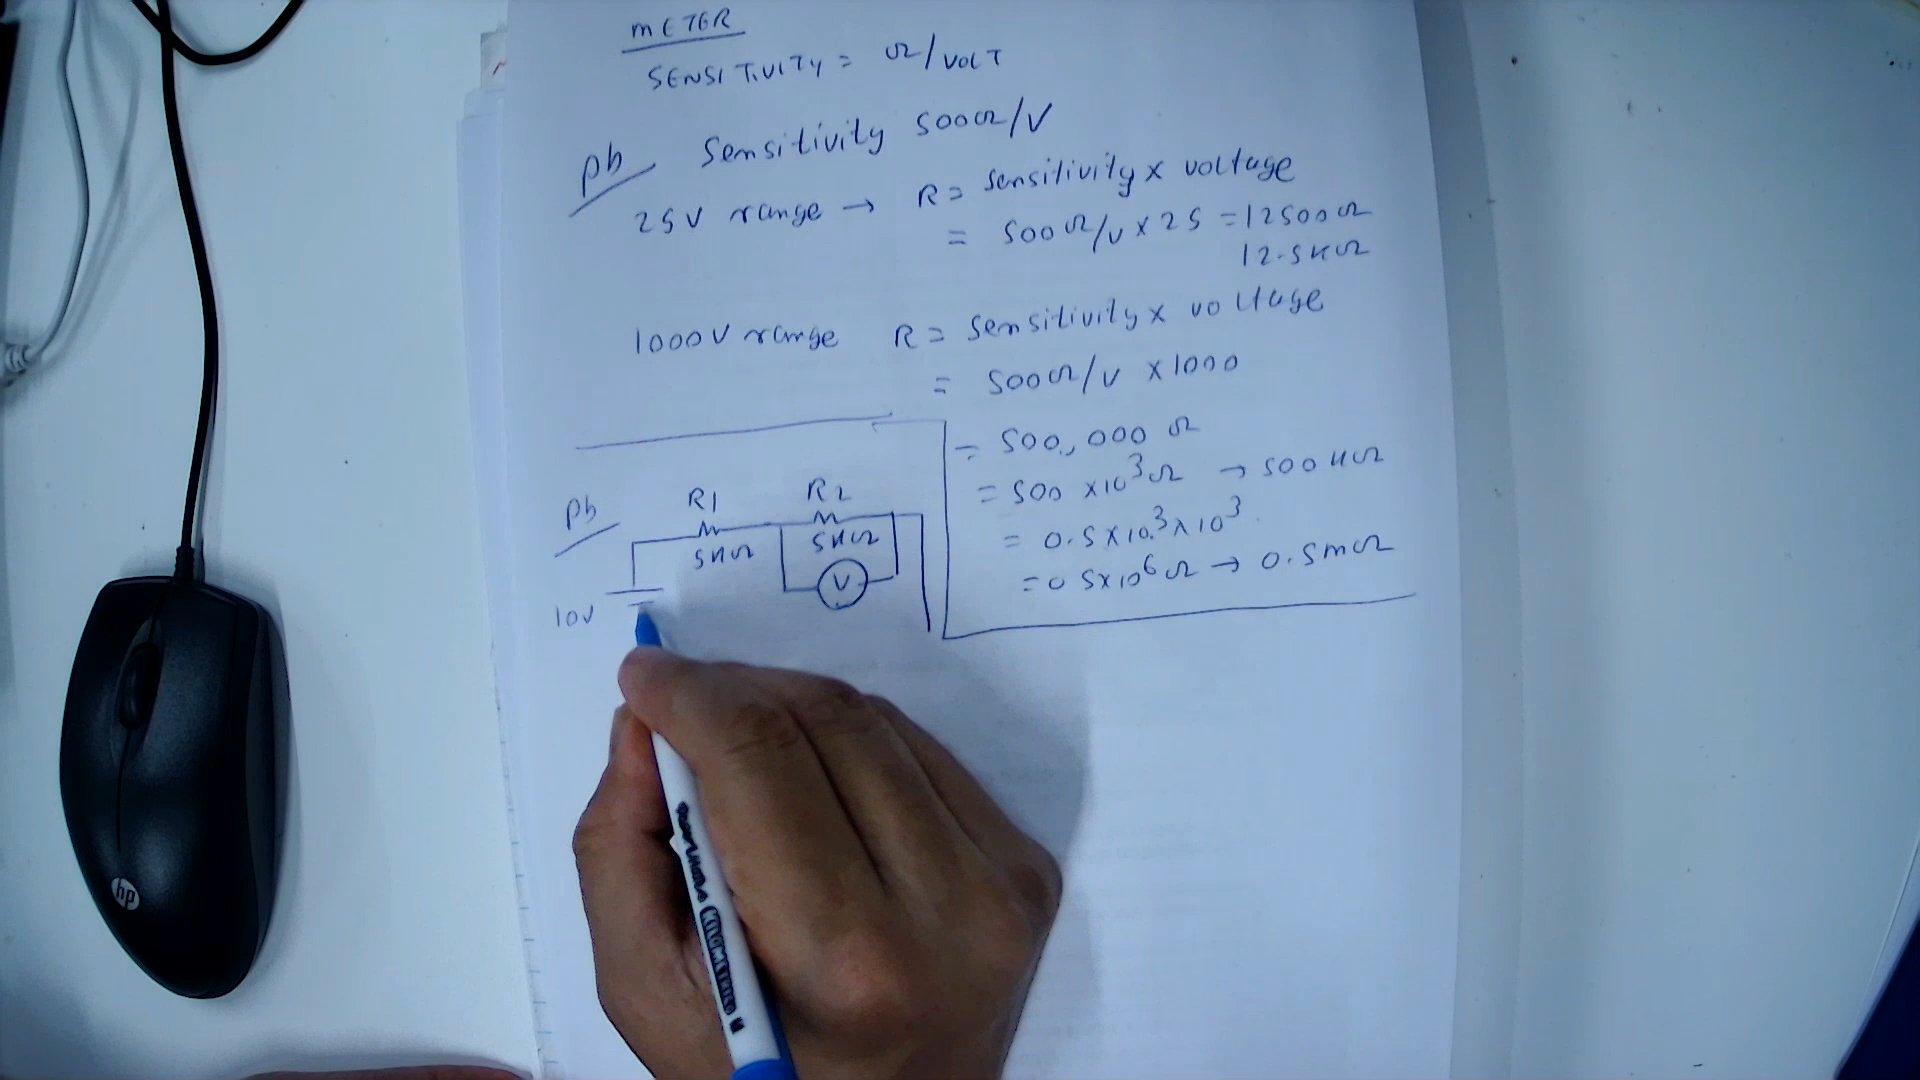 METER
SENSITIVITY = Ω/VOLT
Pb Sensitivity 500Ω/V
25V range → R = sensitivity x voltage
= 500Ω/V x 25 = 12500Ω
12.5KΩ
1000V range R = sensitivity x voltage
= 500Ω/V x 1000
= 500,000 Ω
= 500 x10³Ω → 500KΩ
= 0.5x10³x10³
= 0.5x10⁶Ω → 0.5mΩ
Pb
R1 R2
5KΩ 5KΩ
V
10V
hp